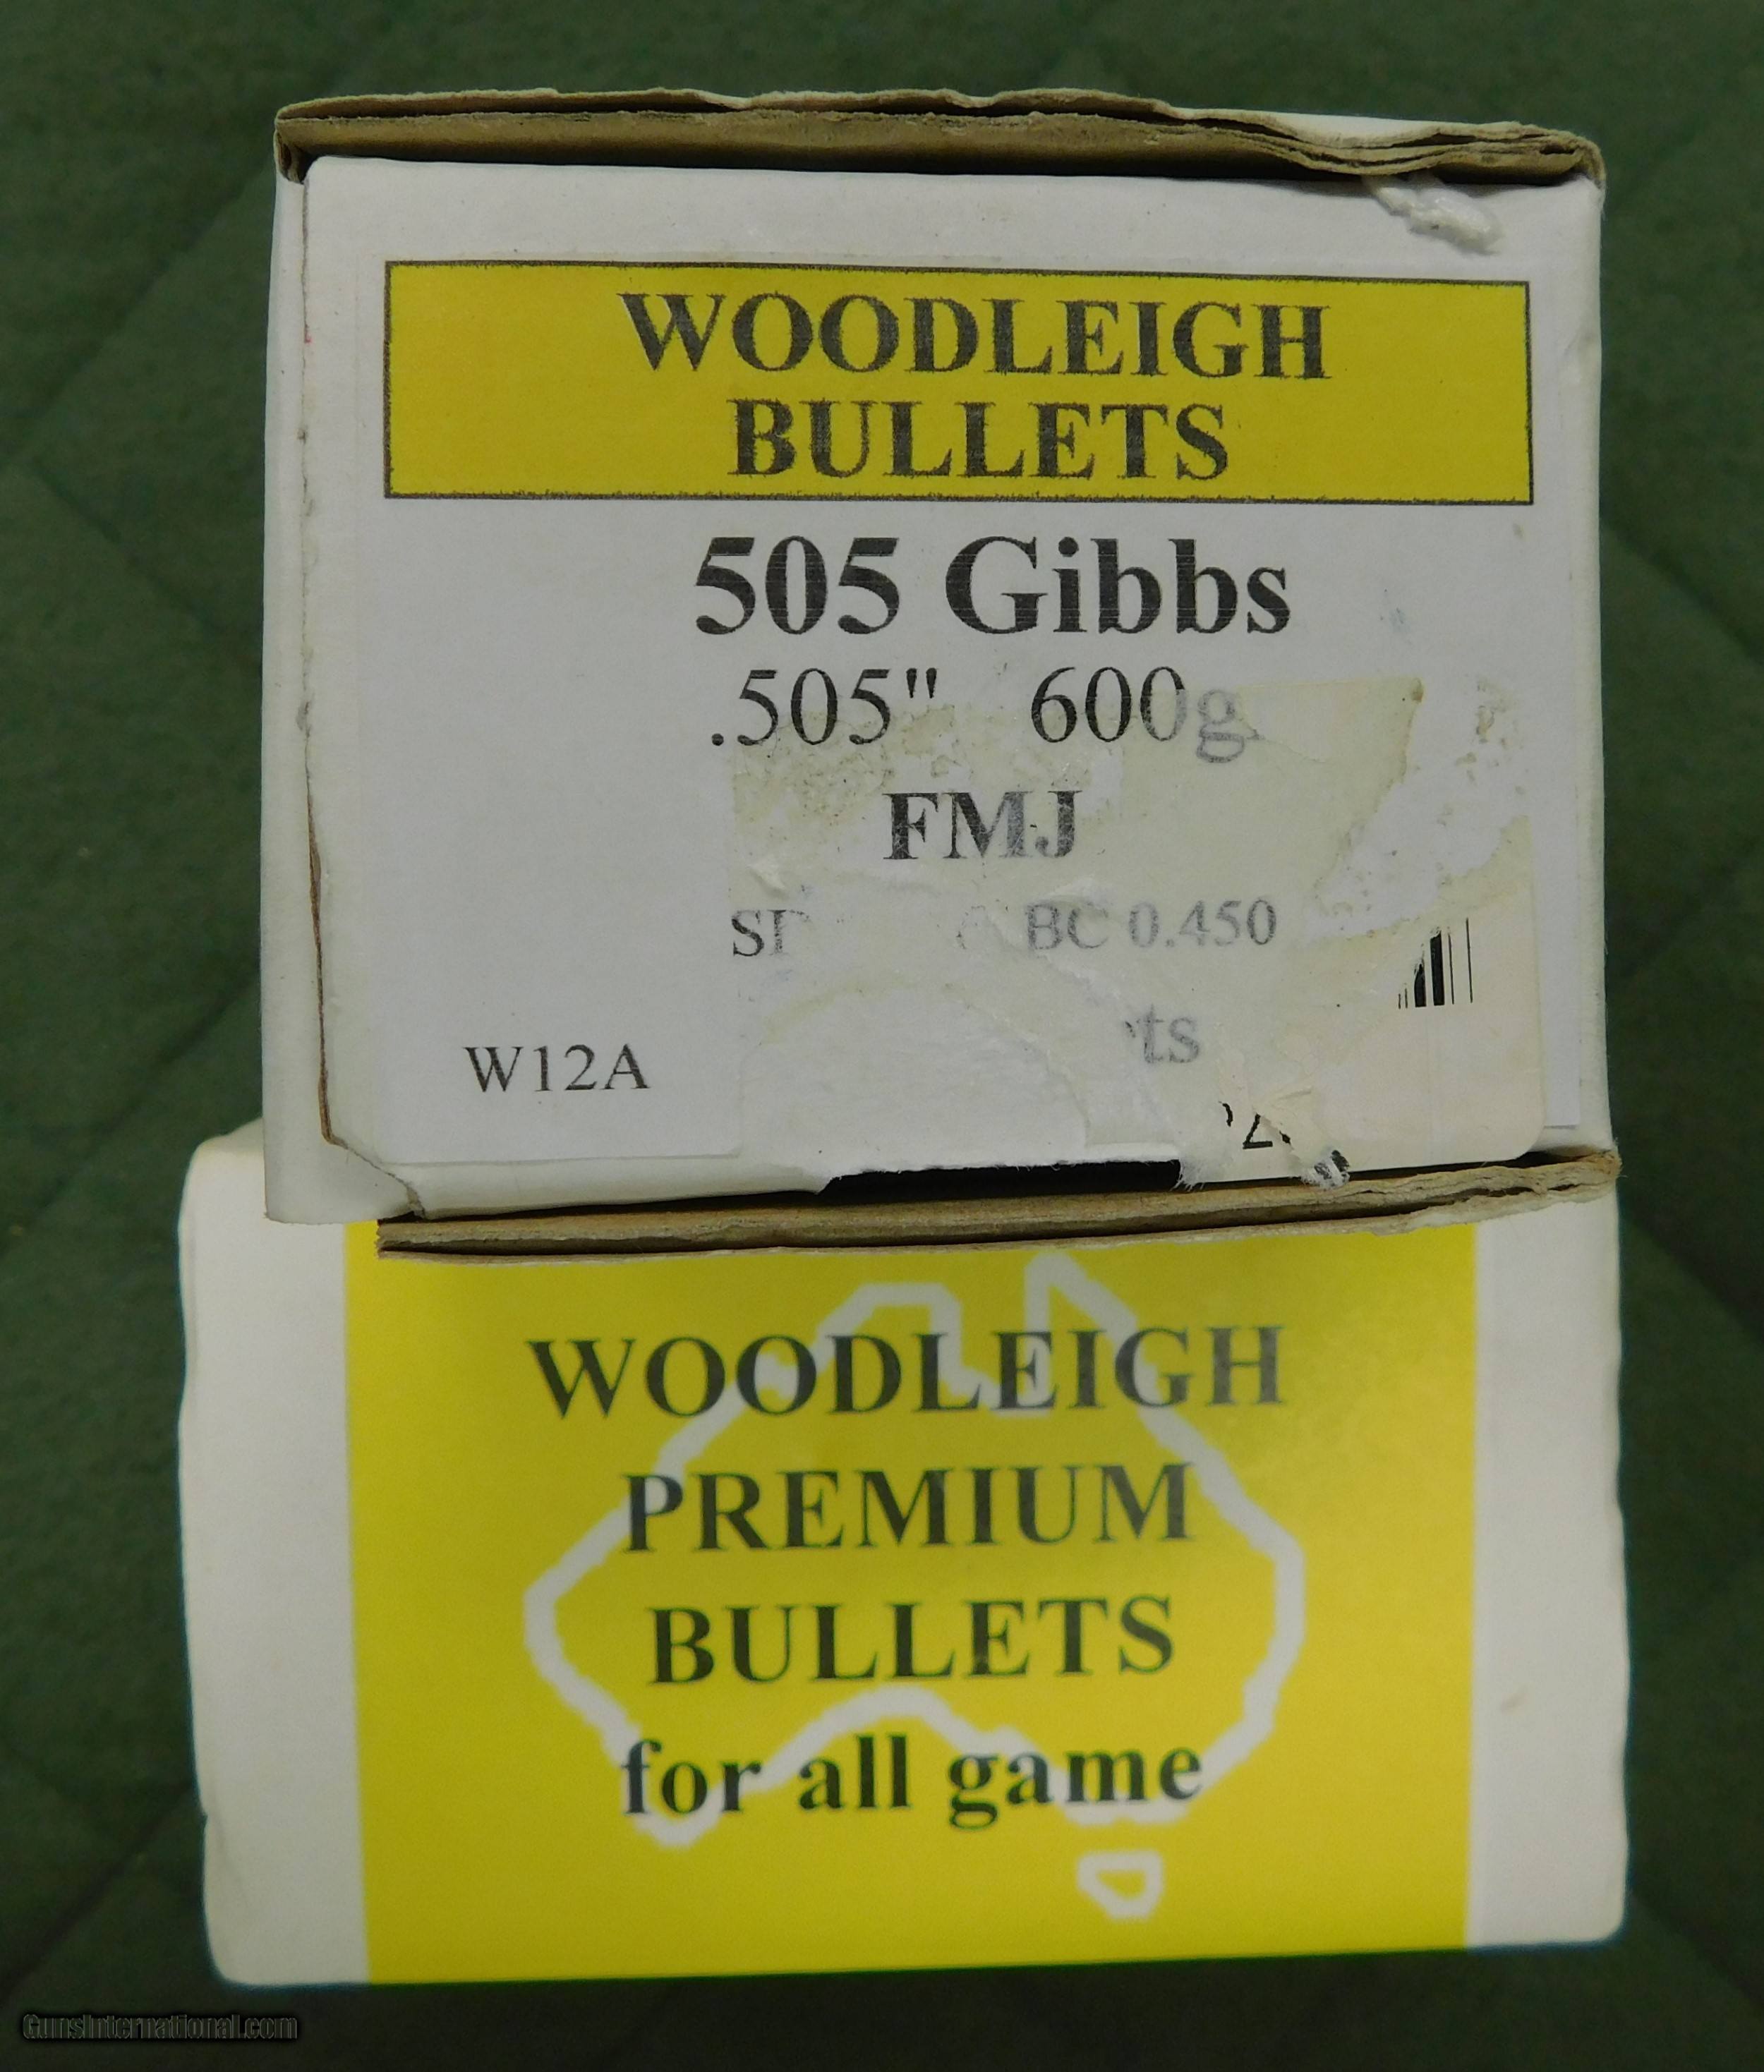 WOODLEIGH
BULLETS
505 Gibbs
.505" 600g
FMJ
BC 0.450
W12A
WOODLEIGH
PREMIUM
BULLETS
for all game
GunsInternational.com